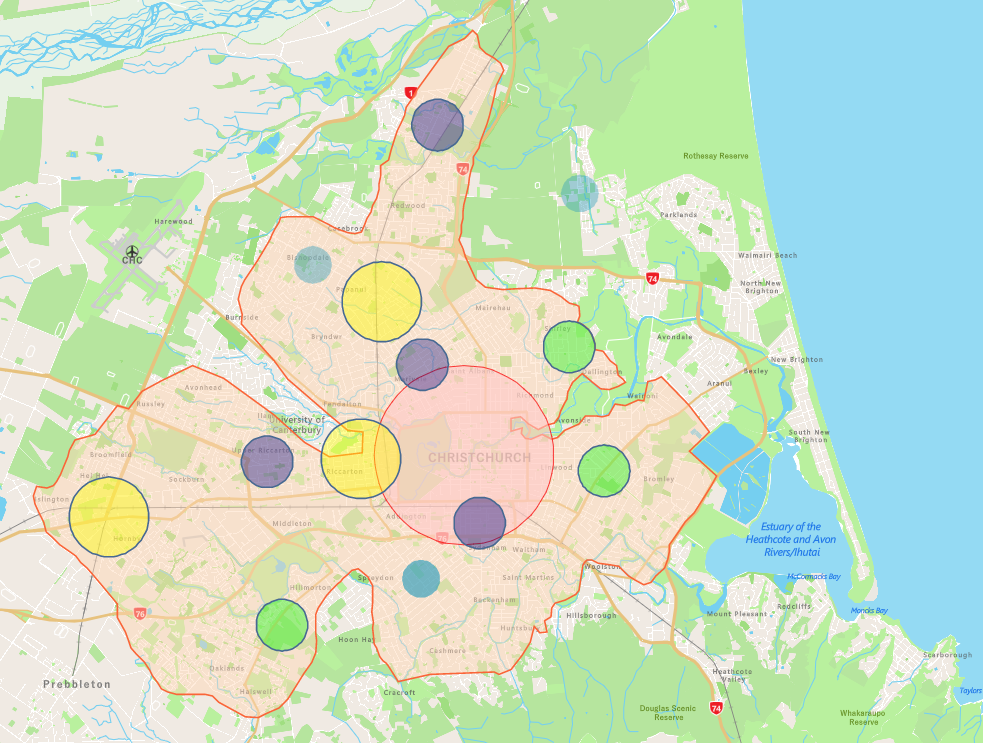 1
Rothesay Reserve
74
Redwood
Parklands
Harewood
Casebrook
CHC
Waimairi Beach
Bishopdale
74
North New
Brighton
Papanui
Mairehau
Burnside
Shirley
Bryndwr
Avondale
New Brighton
Wallington
Bexley
Avonhead
Aranui
Richmond
Wainoni
Russley
Fendalton
University of
Canterbury
Avonside
South New
Brighton
Upper Riccarton
Broomfield
CHRISTCHURCH
Linwood
Riccarton
Sockburn
Bromley
Islington
Addington
Middleton
Estuary of the
Heathcote and Avon
Rivers/Ihutai
Hornby
Sydenham
Waltham
Woolston
McCormacks Bay
Spreydon
Saint Martins
Hillmorton
Beckenham
Redcliffs
Moncks Bay
76
Hillsborough
Mount Pleasant
Huntsbury
Hoon Hay
Cashmere
Scarborough
Oaklands
Heathcote
Valley
Prebbleton
Halswell
Cracroft
Taylors
74
Douglas Scenic
Reserve
Whakaraupo
Reserve